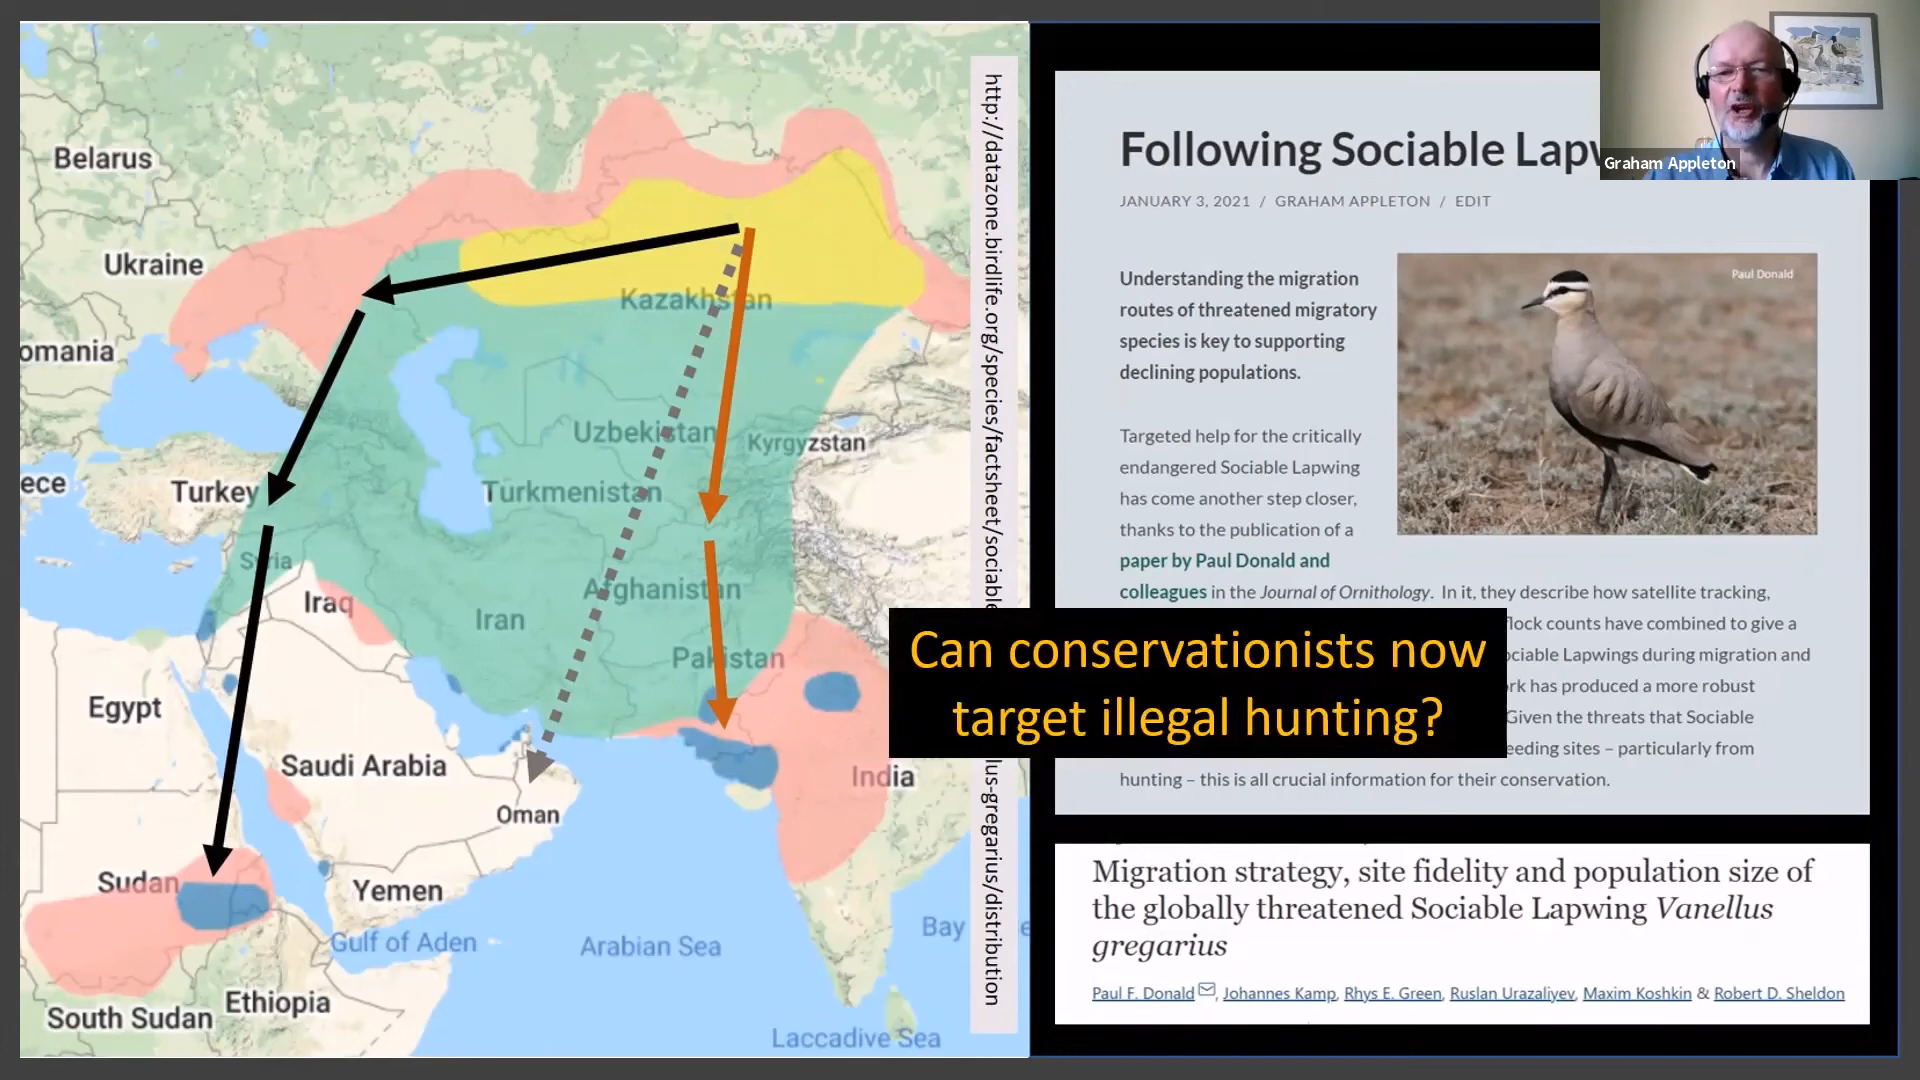 Belarus
Ukraine
omania
ece
Turkey
Syria
Iraq
Iran
Kazakhstan
Uzbekistan
Kyrgyzstan
Turkmenistan
Afghanistan
Pakistan
India
Egypt
Saudi Arabia
Oman
Yemen
Sudan
South Sudan
Ethiopia
Gulf of Aden
Arabian Sea
Bay
Laccadive Sea
http://datazone.birdlife.org/species/factsheet/sociable
lus-gregarius/distribution
Graham Appleton
Following Sociable
JANUARY 3, 2021 / GRAHAM APPLETON / EDIT
Understanding the migration
routes of threatened migratory
species is key to supporting
declining populations.
Paul Donald
Targeted help for the critically
endangered Sociable Lapwing
has come another step closer,
thanks to the publication of a
paper by Paul Donald and
colleagues in the Journal of Ornithology. In it, they describe how satellite tracking,
flock counts have combined to give a
ociable Lapwings during migration and
rk has produced a more robust
Given the threats that Sociable
eeding sites – particularly from
hunting – this is all crucial information for their conservation.
Can conservationists now
target illegal hunting?
Migration strategy, site fidelity and population size of
the globally threatened Sociable Lapwing Vanellus
gregarius
Paul F. Donald, Johannes Kamp, Rhys E. Green, Ruslan Urazaliyev, Maxim Koshkin & Robert D. Sheldon